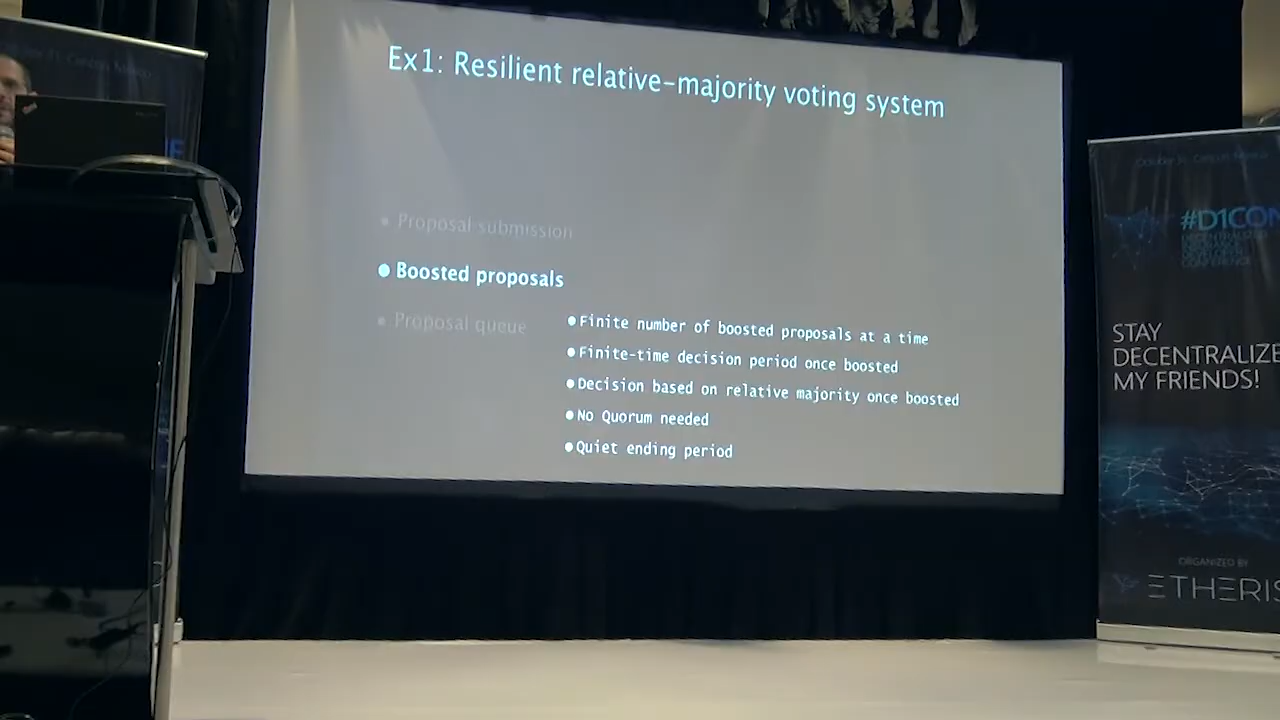 Ex1: Resilient relative-majority voting system
• Proposal submission
● Boosted proposals
• Proposal queue
● Finite number of boosted proposals at a time
● Finite-time decision period once boosted
● Decision based on relative majority once boosted
● No Quorum needed
● Quiet ending period
#D1CON
STAY
DECENTRALIZE
MY FRIENDS!
ORGANIZED BY
ETHERIS